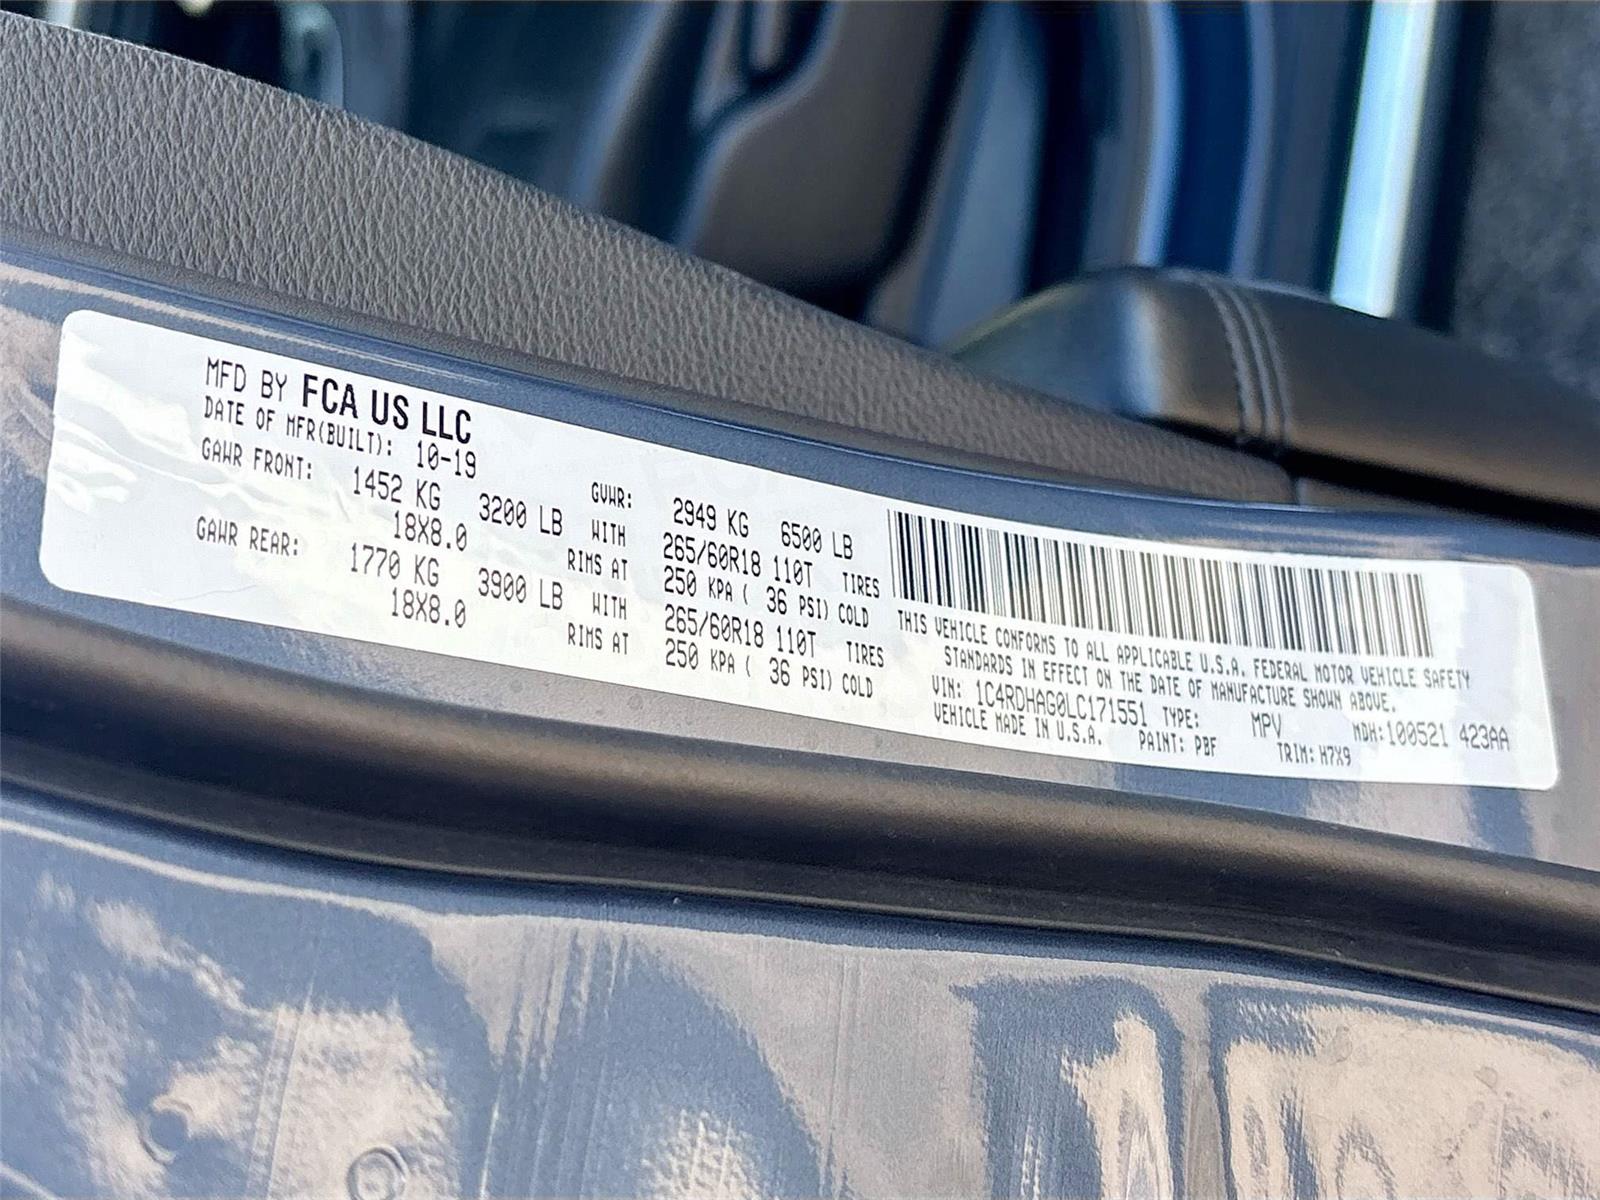 MFD BY FCA US LLC
DATE OF MFR(BUILT): 10-19 GVWR: 2949 KG 6500 LB
GAWR FRONT: 1452 KG 3200 LB WITH 265/60R18 110T TIRES
18X8.0 RIMS AT 250 KPA ( 36 PSI) COLD
GAWR REAR: 1770 KG 3900 LB WITH 265/60R18 110T TIRES
18X8.0 RIMS AT 250 KPA ( 36 PSI) COLD
THIS VEHICLE CONFORMS TO ALL APPLICABLE U.S.A. FEDERAL MOTOR VEHICLE SAFETY
STANDARDS IN EFFECT ON THE DATE OF MANUFACTURE SHOWN ABOVE.
VIN: 1C4RDHAG0LC171551 TYPE: MPV MDH:100521 423AA
VEHICLE MADE IN U.S.A. PAINT: PBF TRIM: H7X9